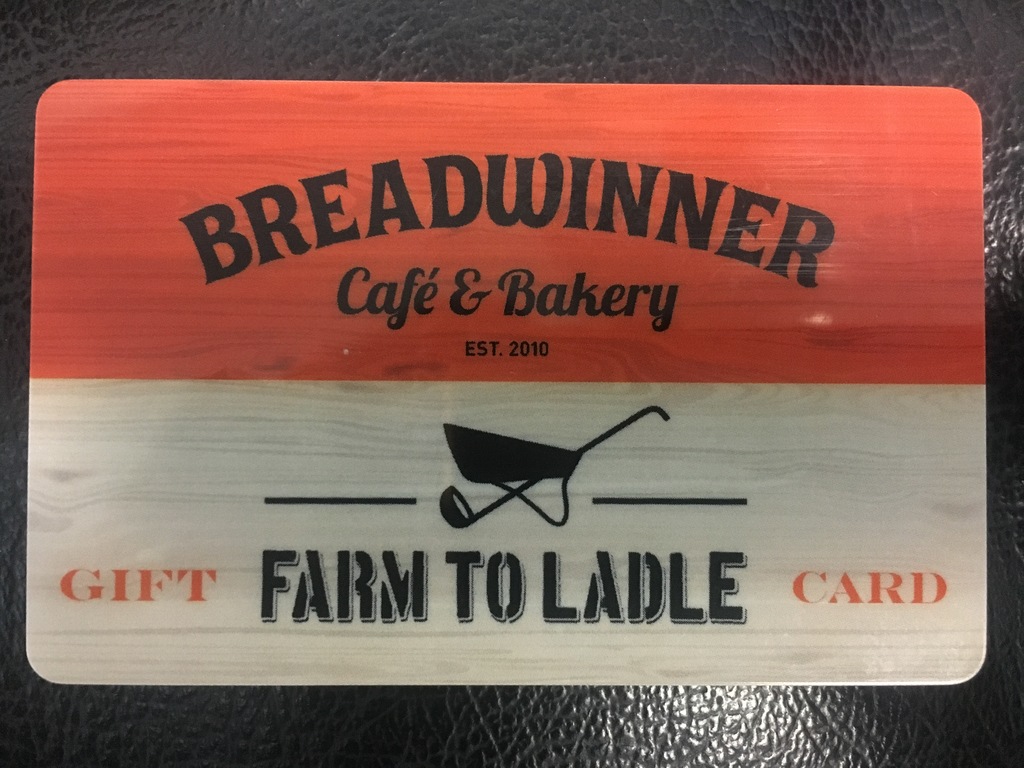 BREADWINNER
Café & Bakery
EST. 2010
FARM TO LADLE
GIFT CARD